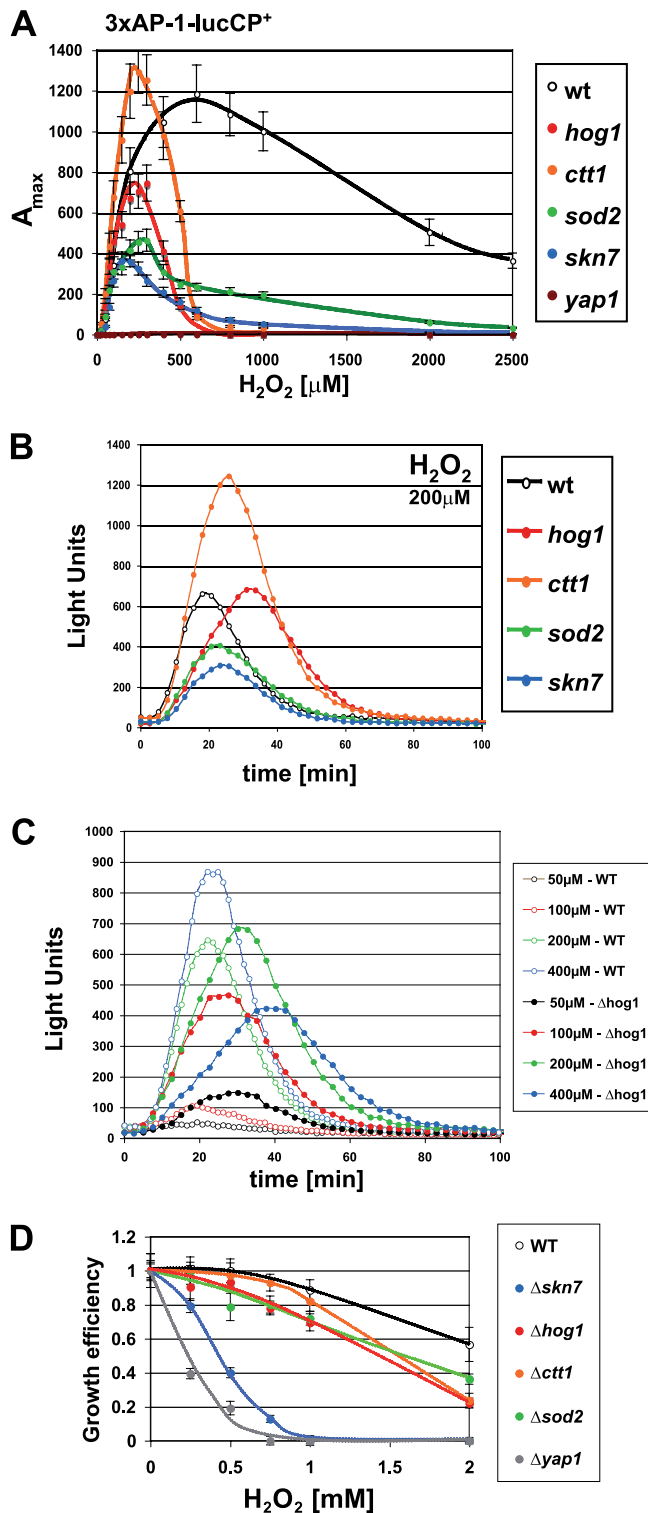 A
3xAP-1-lucCP⁺
1400
1200
1000
800
600
400
200
0
A_max
0
500
1000
1500
2000
2500
H₂O₂ [µM]
wt
hog1
ctt1
sod2
skn7
yap1
B
H₂O₂
200µM
1400
1200
1000
800
600
400
200
0
Light Units
0
20
40
60
80
100
time [min]
wt
hog1
ctt1
sod2
skn7
C
1000
900
800
700
600
500
400
300
200
100
0
Light Units
0
20
40
60
80
100
time [min]
50µM - WT
100µM - WT
200µM - WT
400µM - WT
50µM - Δhog1
100µM - Δhog1
200µM - Δhog1
400µM - Δhog1
D
1.2
1
0.8
0.6
0.4
0.2
0
Growth efficiency
0
0.5
1
1.5
2
H₂O₂ [mM]
WT
Δskn7
Δhog1
Δctt1
Δsod2
Δyap1